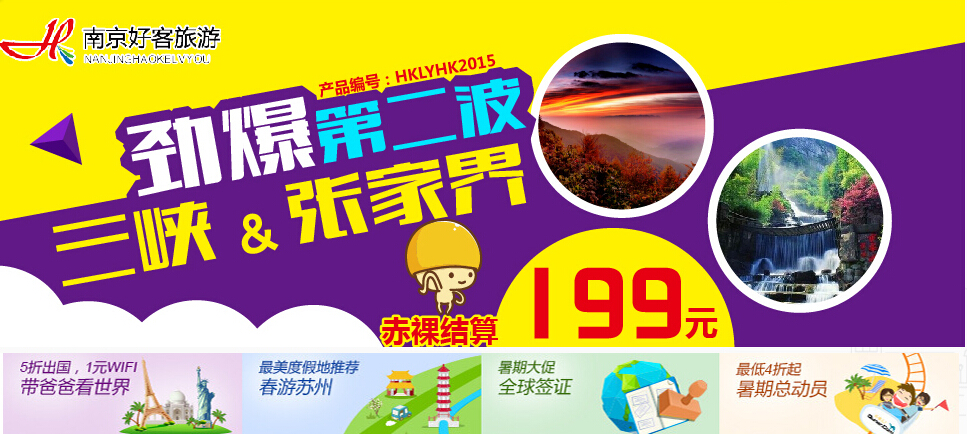 南京好客旅游
NANJINGHAOKELVYOU
产品编号：HKLYHK2015
劲爆第二波
三峡 & 张家界
赤裸结算 199元
5折出国，1元WIFI
带爸爸看世界
最美度假地推荐
春游苏州
暑期大促
全球签证
最低4折起
暑期总动员